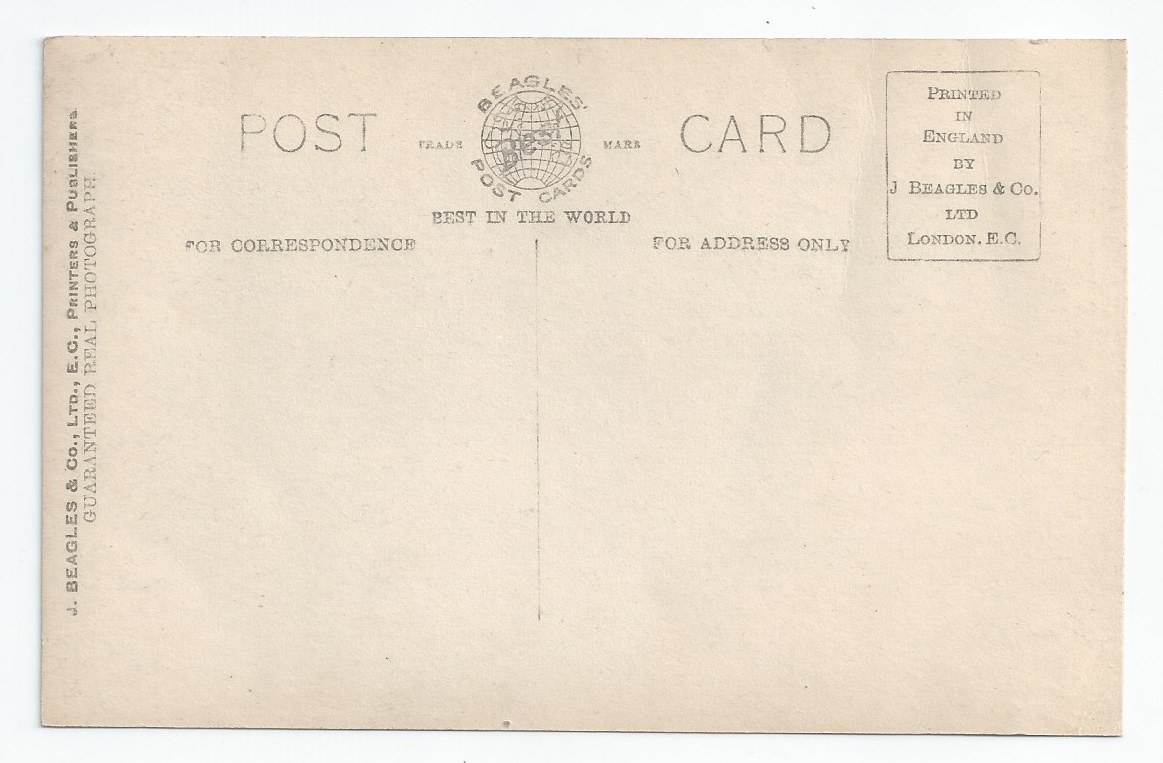 BEAGLES'
POST TRADE MARK CARD
POST CARDS
BEST IN THE WORLD
FOR CORRESPONDENCE
FOR ADDRESS ONLY
PRINTED
IN
ENGLAND
BY
J BEAGLES & CO.
LTD
LONDON. E.C.
J. BEAGLES & CO., LTD., E.C., PRINTERS & PUBLISHERS
GUARANTEED REAL PHOTOGRAPH.